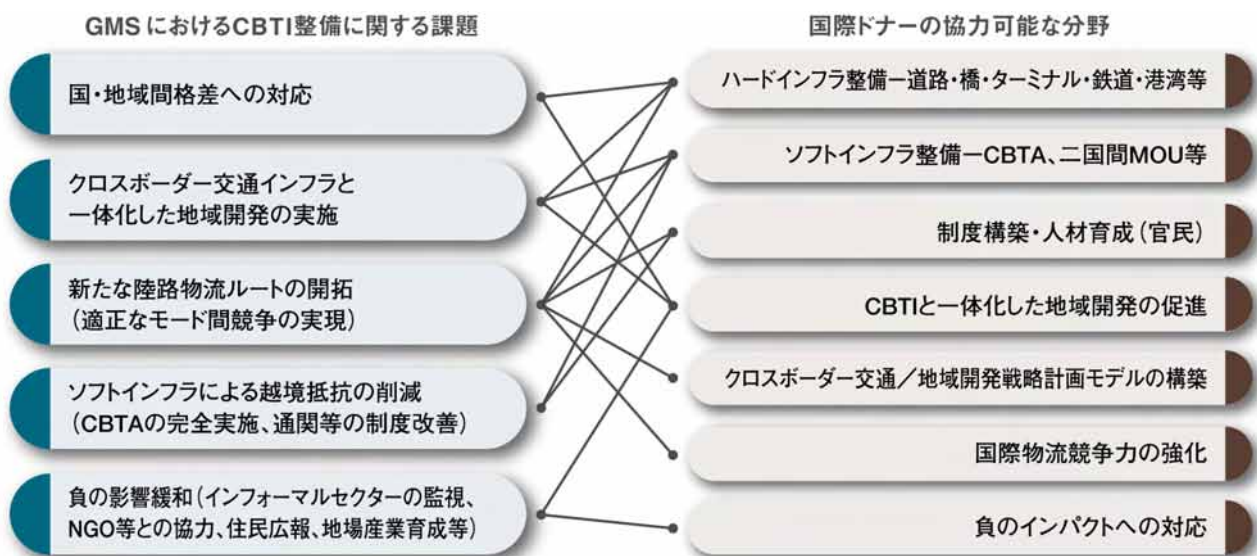 GMSにおけるCBTI整備に関する課題
国・地域間格差への対応
クロスボーダー交通インフラと
一体化した地域開発の実施
新たな陸路物流ルートの開拓
(適正なモード間競争の実現)
ソフトインフラによる越境抵抗の削減
(CBTAの完全実施、通関等の制度改善)
負の影響緩和(インフォーマルセクターの監視、
NGO等との協力、住民広報、地場産業育成等)
国際ドナーの協力可能な分野
ハードインフラ整備ー道路・橋・ターミナル・鉄道・港湾等
ソフトインフラ整備ーCBTA、二国間MOU等
制度構築・人材育成(官民)
CBTIと一体化した地域開発の促進
クロスボーダー交通/地域開発戦略計画モデルの構築
国際物流競争力の強化
負のインパクトへの対応